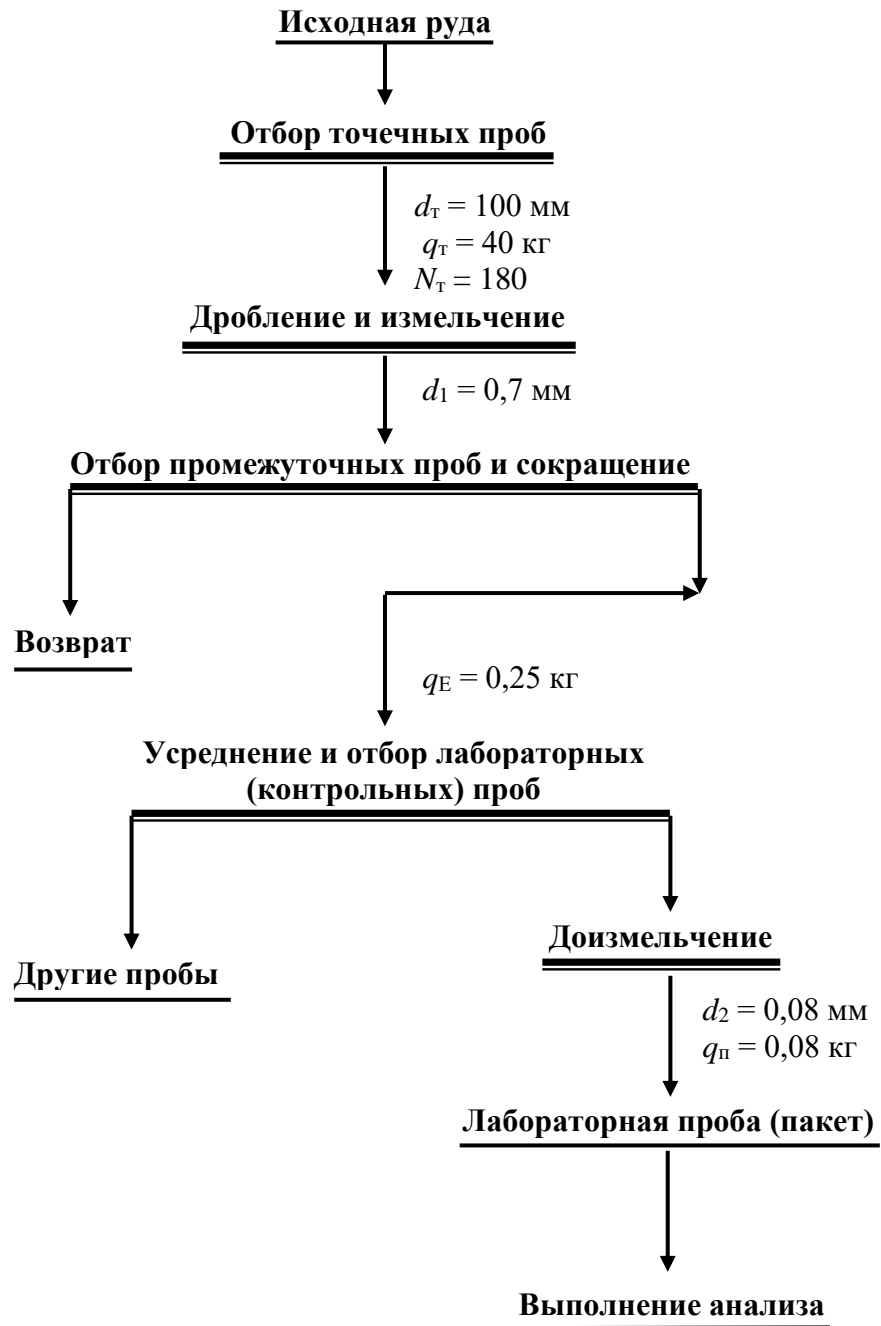 Исходная руда
Отбор точечных проб
dт = 100 мм
qт = 40 кг
Nт = 180
Дробление и измельчение
d1 = 0,7 мм
Отбор промежуточных проб и сокращение
Возврат
qЕ = 0,25 кг
Усреднение и отбор лабораторных
(контрольных) проб
Доизмельчение
Другие пробы
d2 = 0,08 мм
qп = 0,08 кг
Лабораторная проба (пакет)
Выполнение анализа